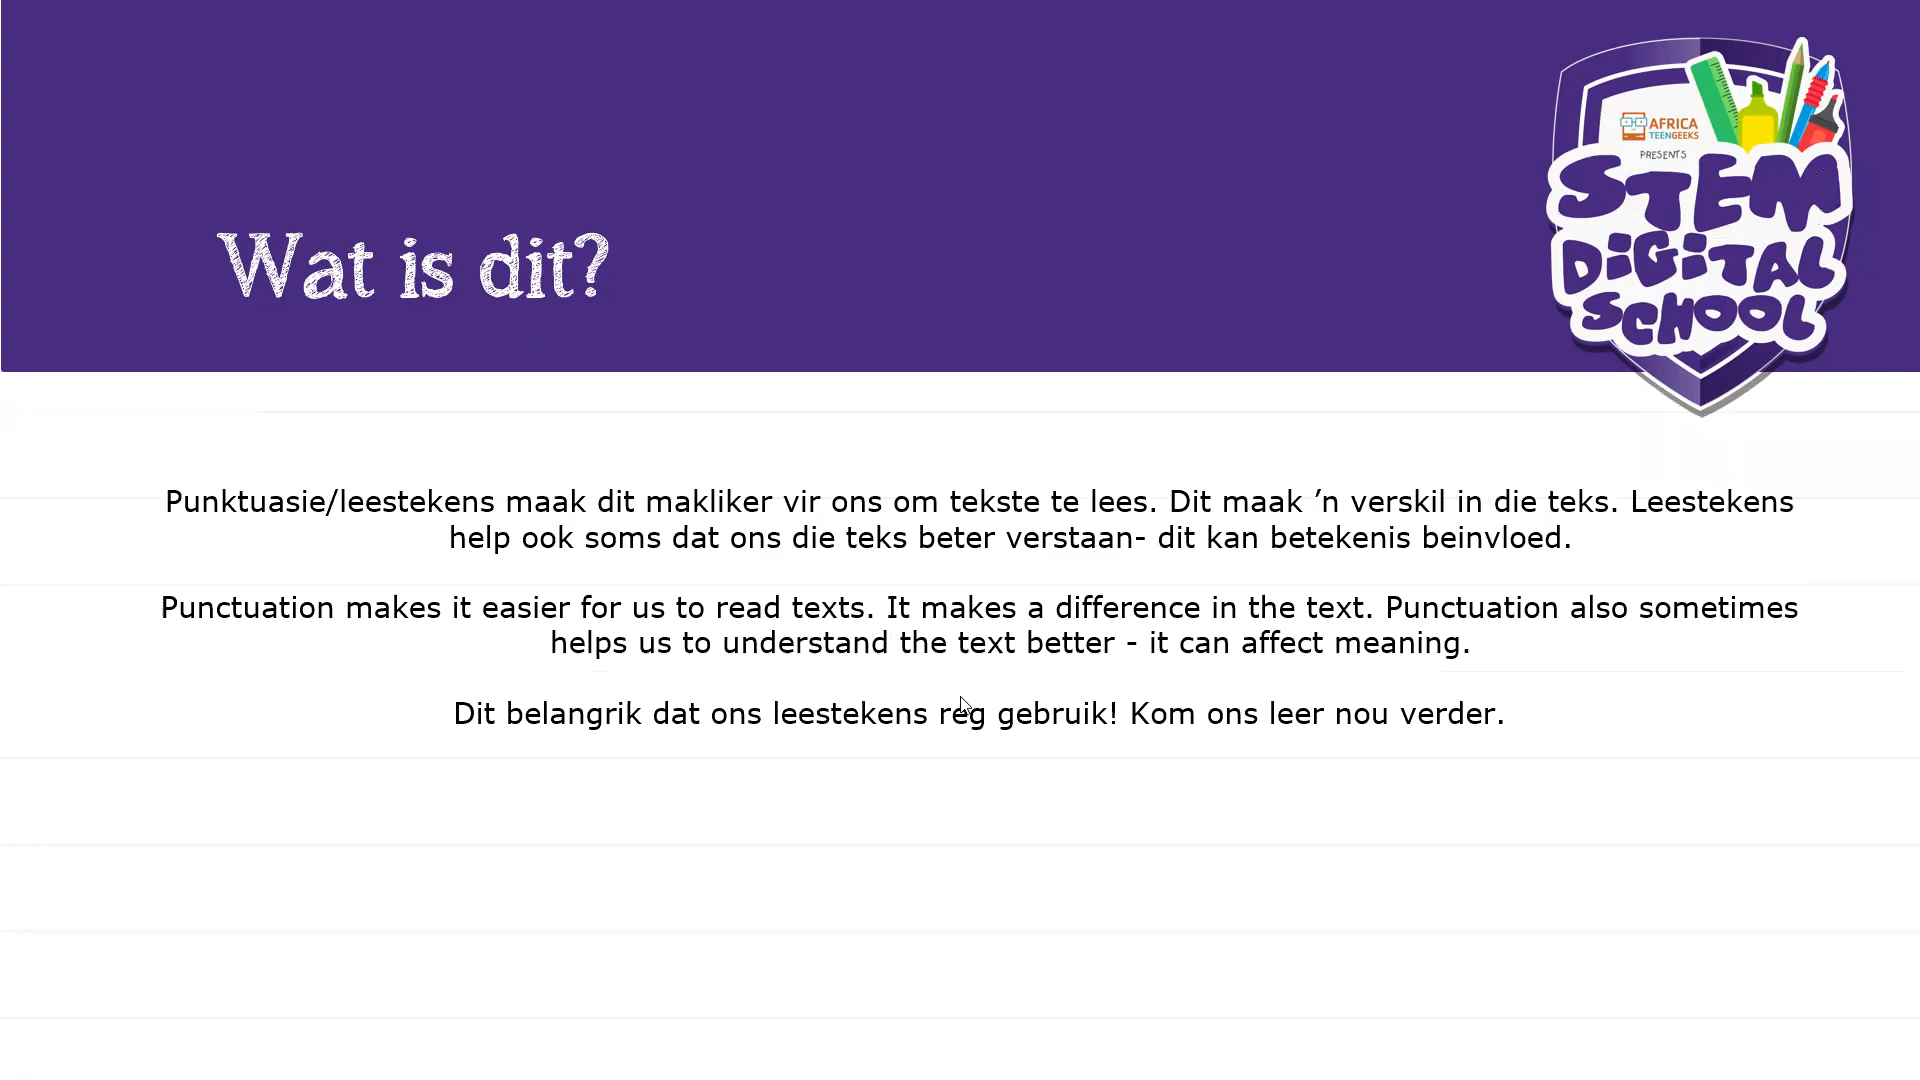 AFRICA
TEENGEEKS
PRESENTS
STEM
DIGITAL
SCHOOL
Wat is dit?
Punktuasie/leestekens maak dit makliker vir ons om tekste te lees. Dit maak ’n verskil in die teks. Leestekens
help ook soms dat ons die teks beter verstaan- dit kan betekenis beinvloed.
Punctuation makes it easier for us to read texts. It makes a difference in the text. Punctuation also sometimes
helps us to understand the text better - it can affect meaning.
Dit belangrik dat ons leestekens reg gebruik! Kom ons leer nou verder.